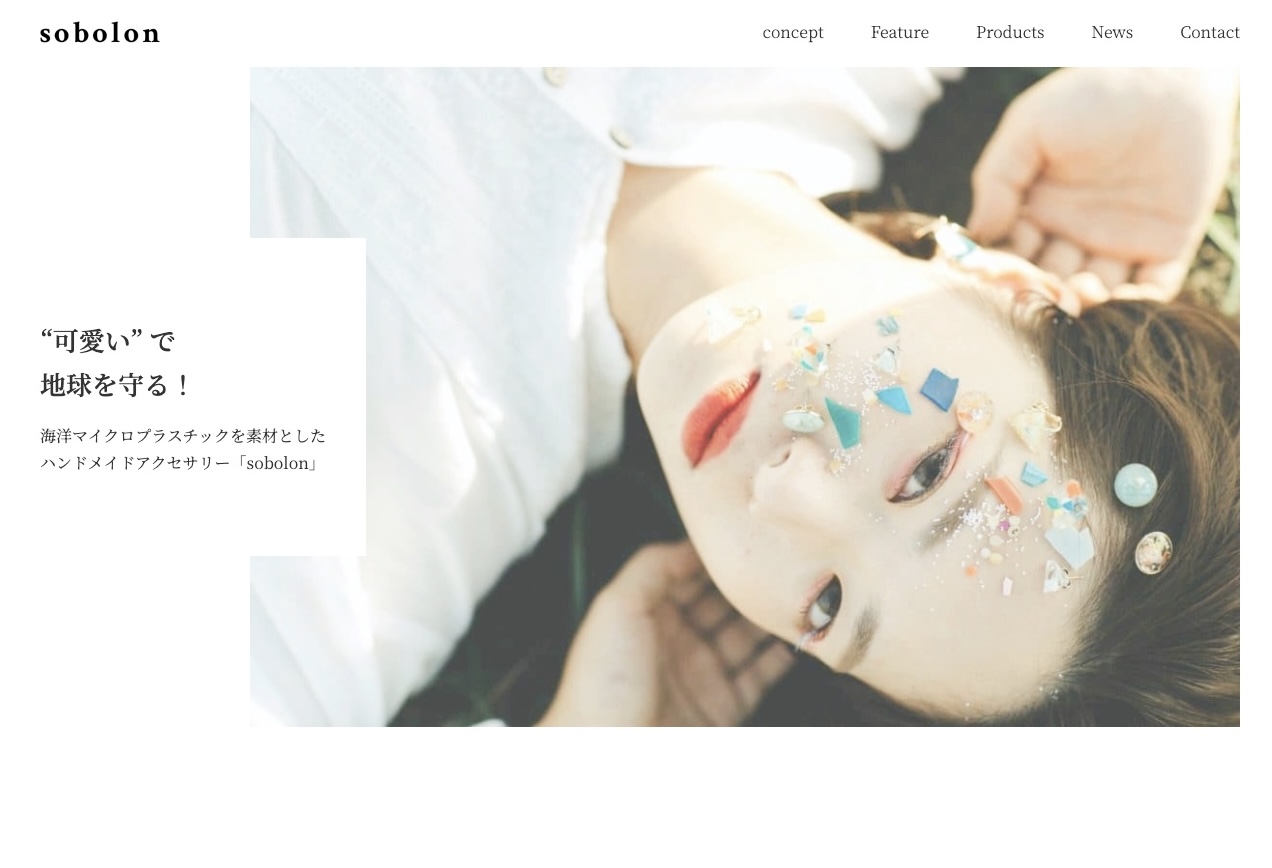 sobolon
concept
Feature
Products
News
Contact
“可愛い” で
地球を守る！
海洋マイクロプラスチックを素材とした
ハンドメイドアクセサリー「sobolon」